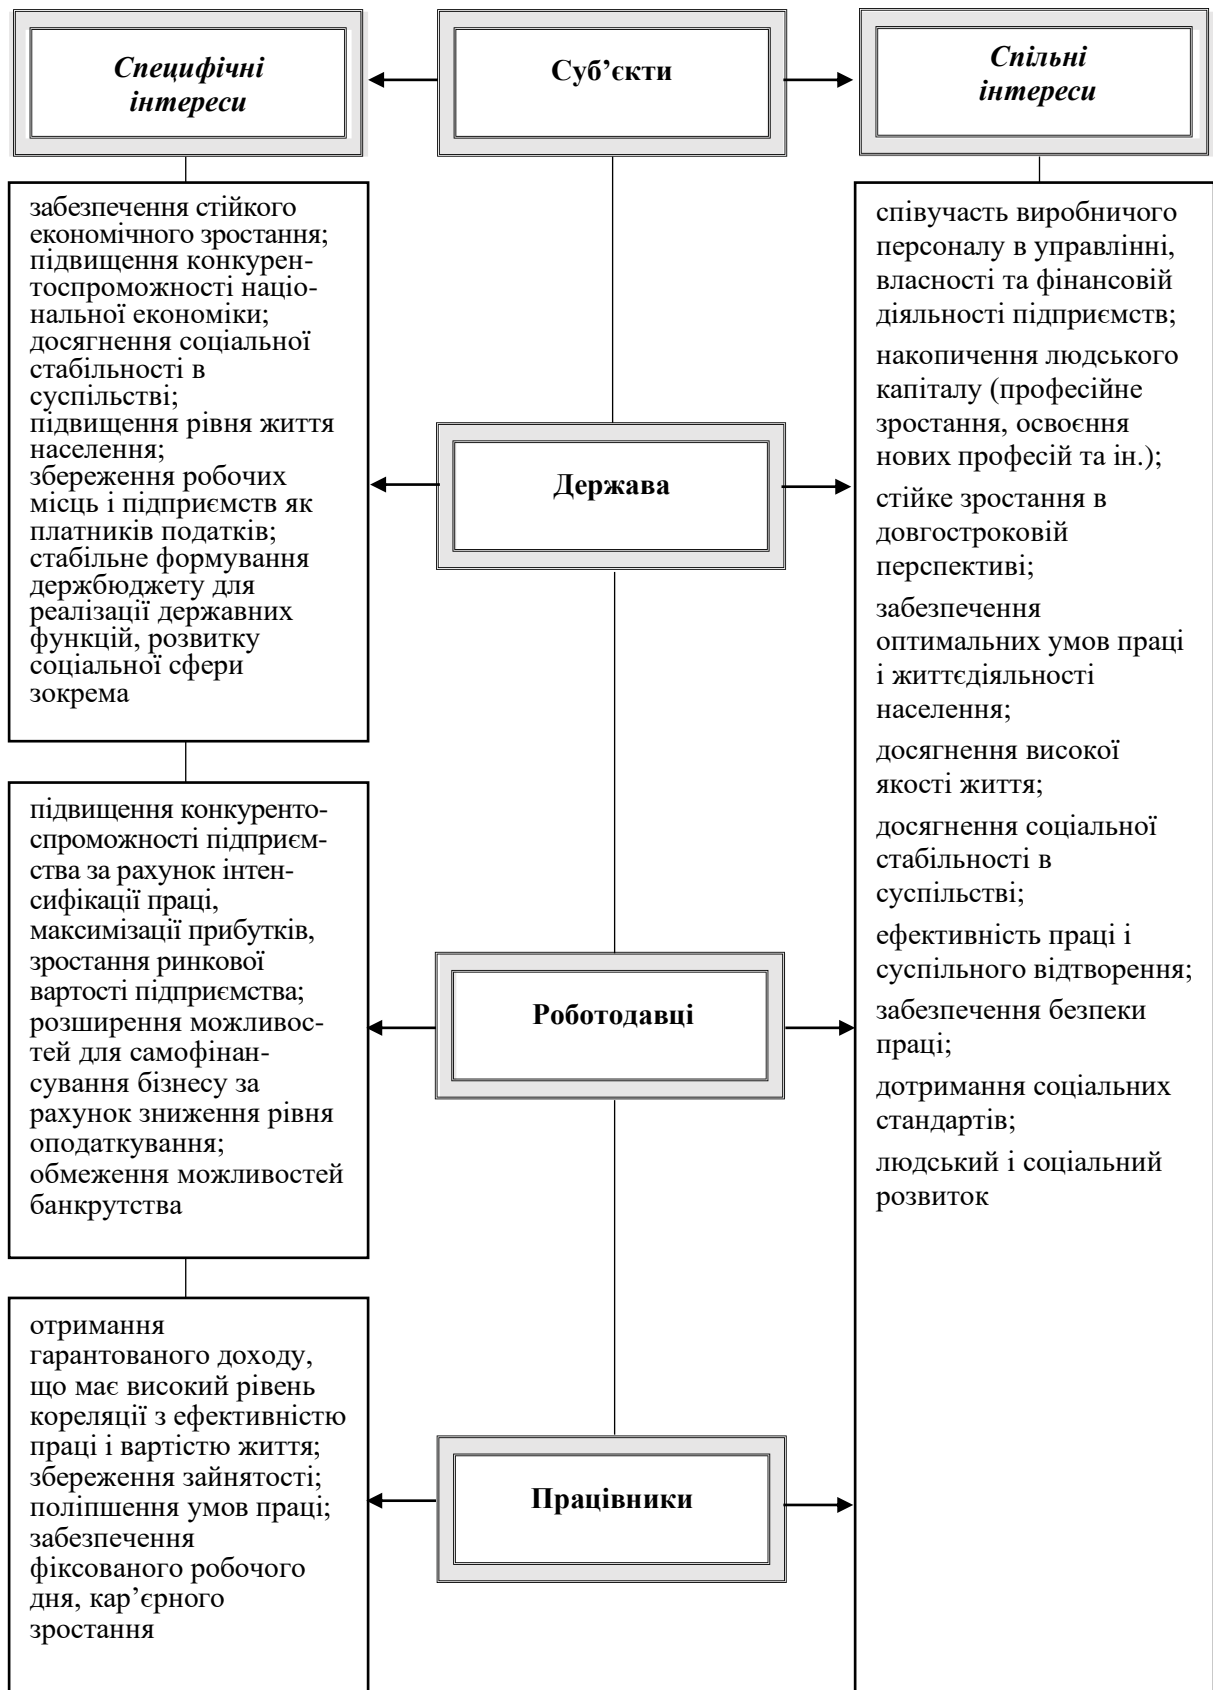 Специфічні
інтереси
Суб’єкти
Спільні
інтереси
забезпечення стійкого
економічного зростання;
підвищення конкурен-
тоспроможності націо-
нальної економіки;
досягнення соціальної
стабільності в
суспільстві;
підвищення рівня життя
населення;
збереження робочих
місць і підприємств як
платників податків;
стабільне формування
держбюджету для
реалізації державних
функцій, розвитку
соціальної сфери
зокрема
Держава
підвищення конкуренто-
спроможності підприєм-
ства за рахунок інтен-
сифікації праці,
максимізації прибутків,
зростання ринкової
вартості підприємства;
розширення можливос-
тей для самофінан-
сування бізнесу за
рахунок зниження рівня
оподаткування;
обмеження можливостей
банкрутства
Роботодавці
отримання
гарантованого доходу,
що має високий рівень
кореляції з ефективністю
праці і вартістю життя;
збереження зайнятості;
поліпшення умов праці;
забезпечення
фіксованого робочого
дня, кар’єрного
зростання
Працівники
співучасть виробничого
персоналу в управлінні,
власності та фінансовій
діяльності підприємств;
накопичення людського
капіталу (професійне
зростання, освоєння
нових професій та ін.);
стійке зростання в
довгостроковій
перспективі;
забезпечення
оптимальних умов праці
і життєдіяльності
населення;
досягнення високої
якості життя;
досягнення соціальної
стабільності в
суспільстві;
ефективність праці і
суспільного відтворення;
забезпечення безпеки
праці;
дотримання соціальних
стандартів;
людський і соціальний
розвиток